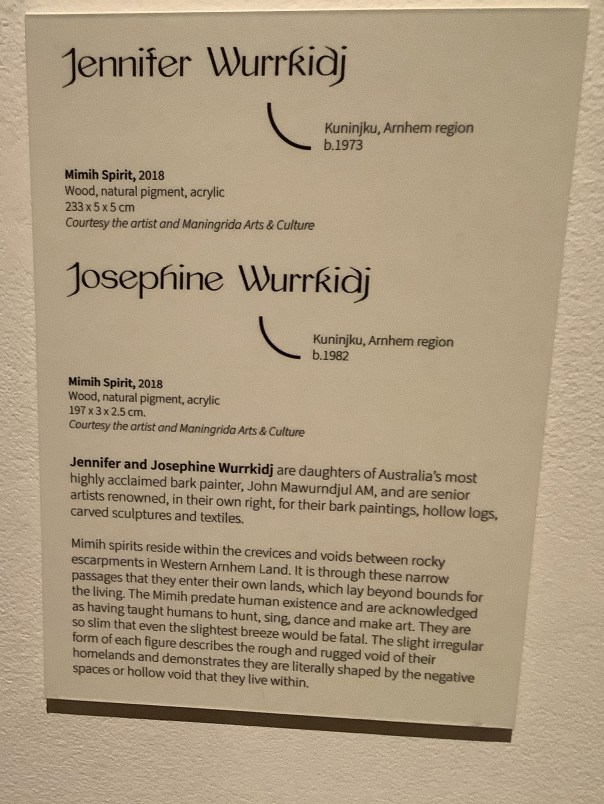 Jennifer Wurrkidj
Kuninjku, Arnhem region
b.1973
Mimih Spirit, 2018
Wood, natural pigment, acrylic
233 x 5 x 5 cm
Courtesy the artist and Maningrida Arts & Culture
Josephine Wurrkidj
Kuninjku, Arnhem region
b.1982
Mimih Spirit, 2018
Wood, natural pigment, acrylic
197 x 3 x 2.5 cm.
Courtesy the artist and Maningrida Arts & Culture
Jennifer and Josephine Wurrkidj are daughters of Australia's most
highly acclaimed bark painter, John Mawurndjul AM, and are senior
artists renowned, in their own right, for their bark paintings, hollow logs,
carved sculptures and textiles.
Mimih spirits reside within the crevices and voids between rocky
escarpments in Western Arnhem Land. It is through these narrow
passages that they enter their own lands, which lay beyond bounds for
the living. The Mimih predate human existence and are acknowledged
as having taught humans to hunt, sing, dance and make art. They are
so slim that even the slightest breeze would be fatal. The slight irregular
form of each figure describes the rough and rugged void of their
homelands and demonstrates they are literally shaped by the negative
spaces or hollow void that they live within.